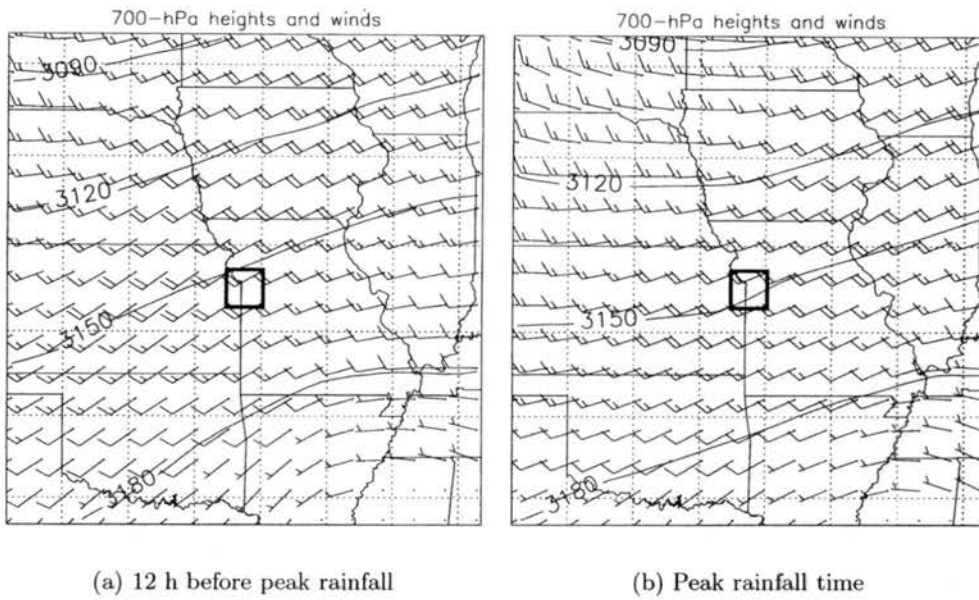 700-hPa heights and winds
3090
3120
3150
3180
(a) 12 h before peak rainfall
700-hPa heights and winds
3090
3120
3150
3180
(b) Peak rainfall time